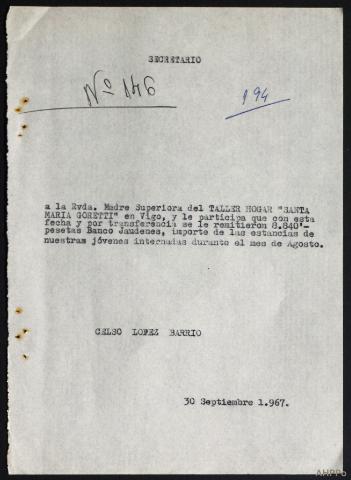 SECRETARIO
Nº 146
194
a la Rvda. Madre Superiora del TALLER HOGAR "SANTA
MARIA GORETTI" en Vigo, y le participa que con esta
fecha y por transferencia se le remitieron 8.840'-
pesetas Banco Jaudenes, importe de las estancias de
nuestras jóvenes internadas durante el mes de Agosto.
CELSO LOPEZ BARRIO
30 Septiembre 1.967.
AHPPo